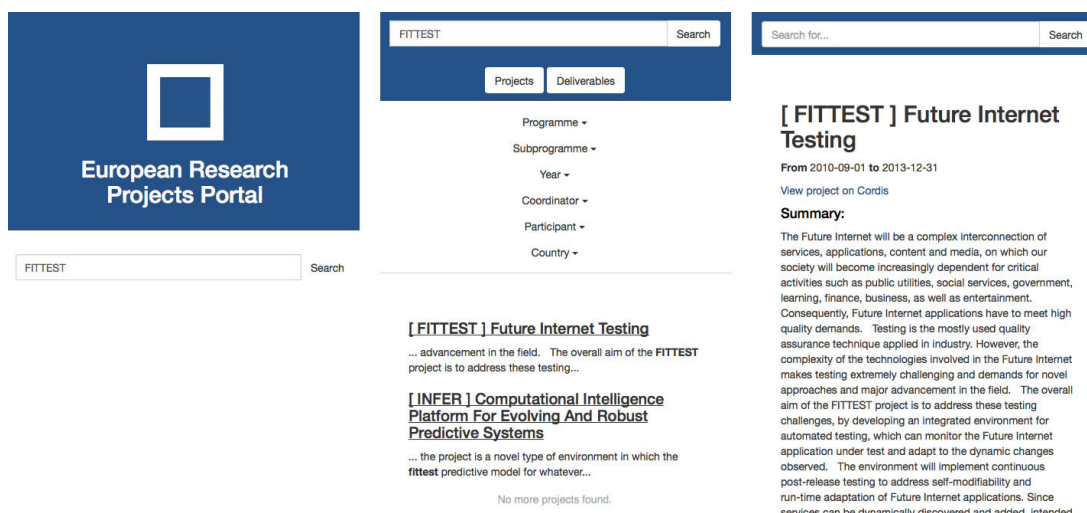 European Research
Projects Portal
FITTEST Search
FITTEST Search
Projects Deliverables
Programme
Subprogramme
Year
Coordinator
Participant
Country
[ FITTEST ] Future Internet Testing
... advancement in the field. The overall aim of the FITTEST
project is to address these testing...
[ INFER ] Computational Intelligence
Platform For Evolving And Robust
Predictive Systems
... the project is a novel type of environment in which the
fittest predictive model for whatever...
No more projects found.
Search for... Search
[ FITTEST ] Future Internet
Testing
From 2010-09-01 to 2013-12-31
View project on Cordis
Summary:
The Future Internet will be a complex interconnection of
services, applications, content and media, on which our
society will become increasingly dependent for critical
activities such as public utilities, social services, government,
learning, finance, business, as well as entertainment.
Consequently, Future Internet applications have to meet high
quality demands. Testing is the mostly used quality
assurance technique applied in industry. However, the
complexity of the technologies involved in the Future Internet
makes testing extremely challenging and demands for novel
approaches and major advancement in the field. The overall
aim of the FITTEST project is to address these testing
challenges, by developing an integrated environment for
automated testing, which can monitor the Future Internet
application under test and adapt to the dynamic changes
observed. The environment will implement continuous
post-release testing to address self-modifiability and
run-time adaptation of Future Internet applications. Since
services can be dynamically discovered and added, intended